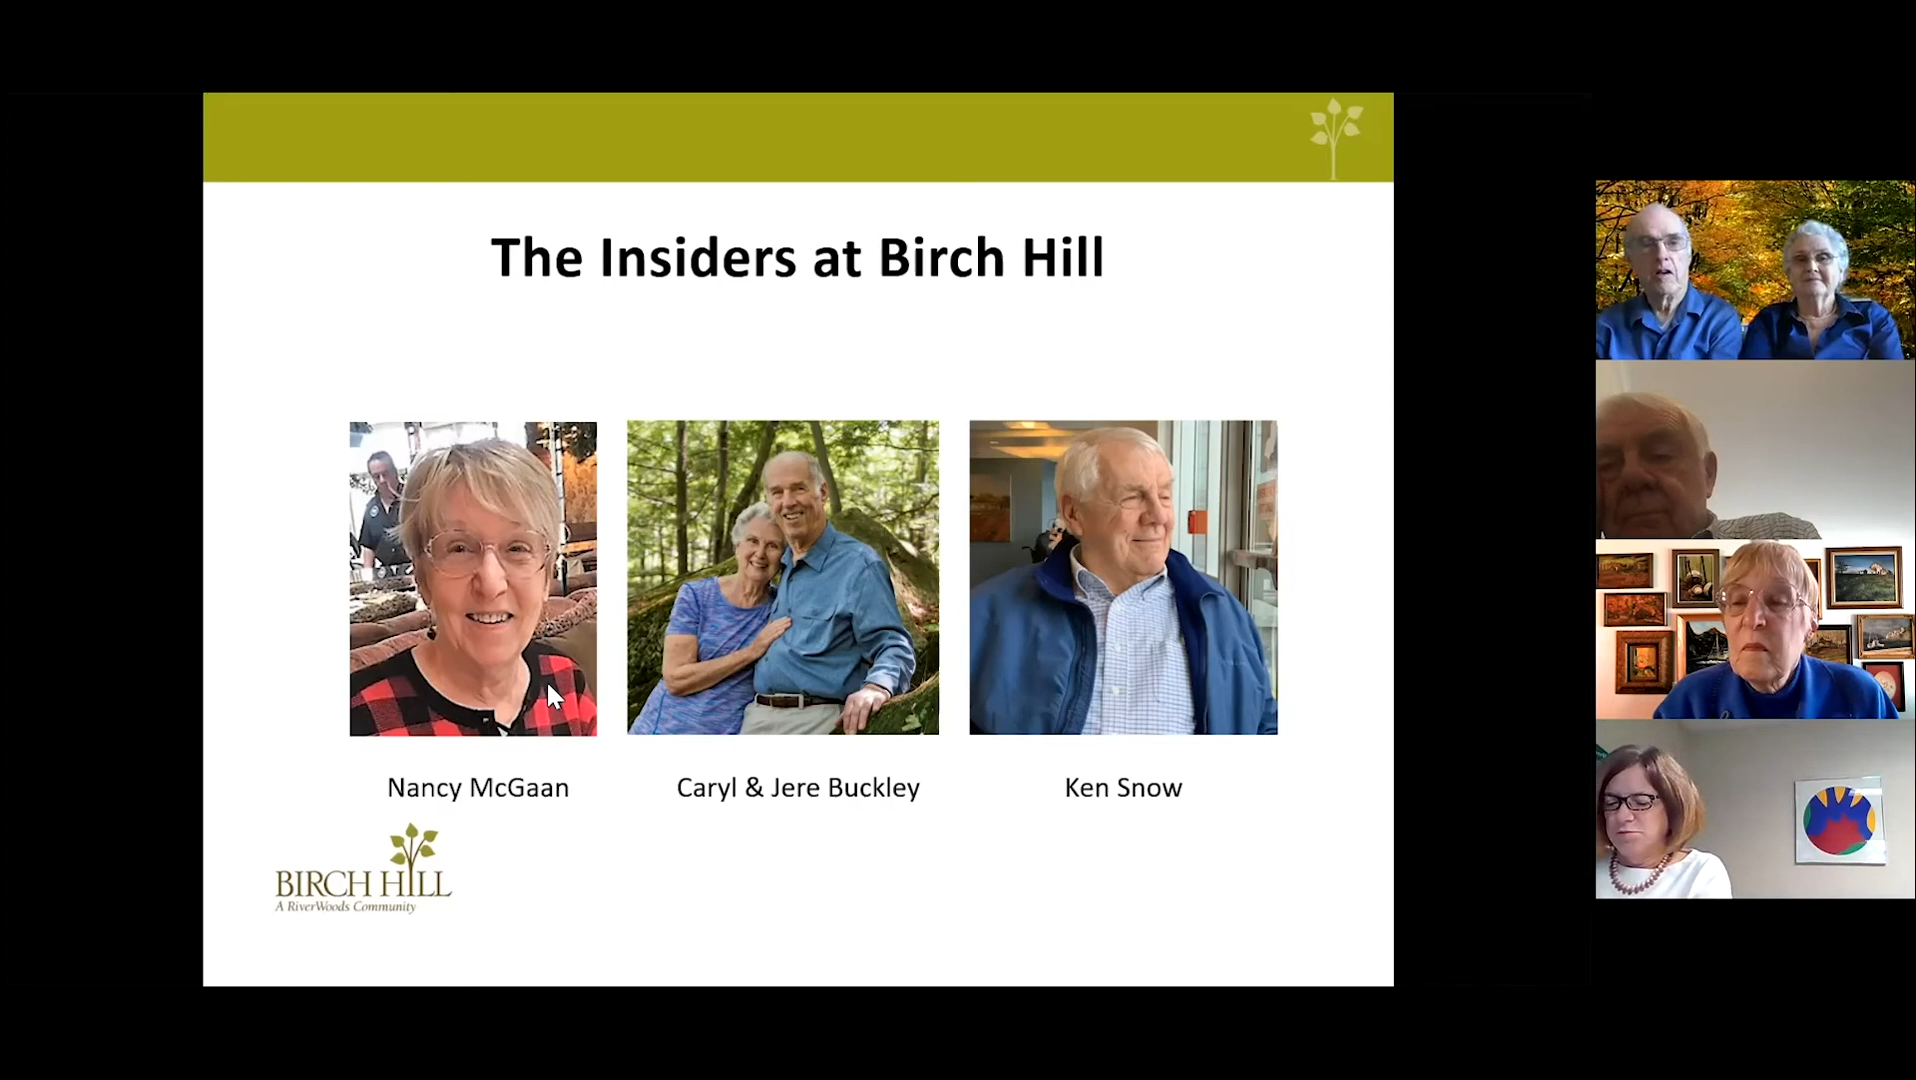 The Insiders at Birch Hill
Nancy McGaan
Caryl & Jere Buckley
Ken Snow
BIRCH HILL
A RiverWoods Community